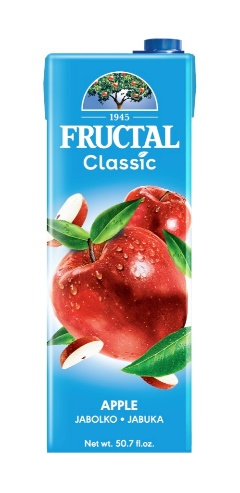 1945
FRUCTAL
Classic
APPLE
JABOLKO • JABUKA
Net wt. 50.7 fl.oz.